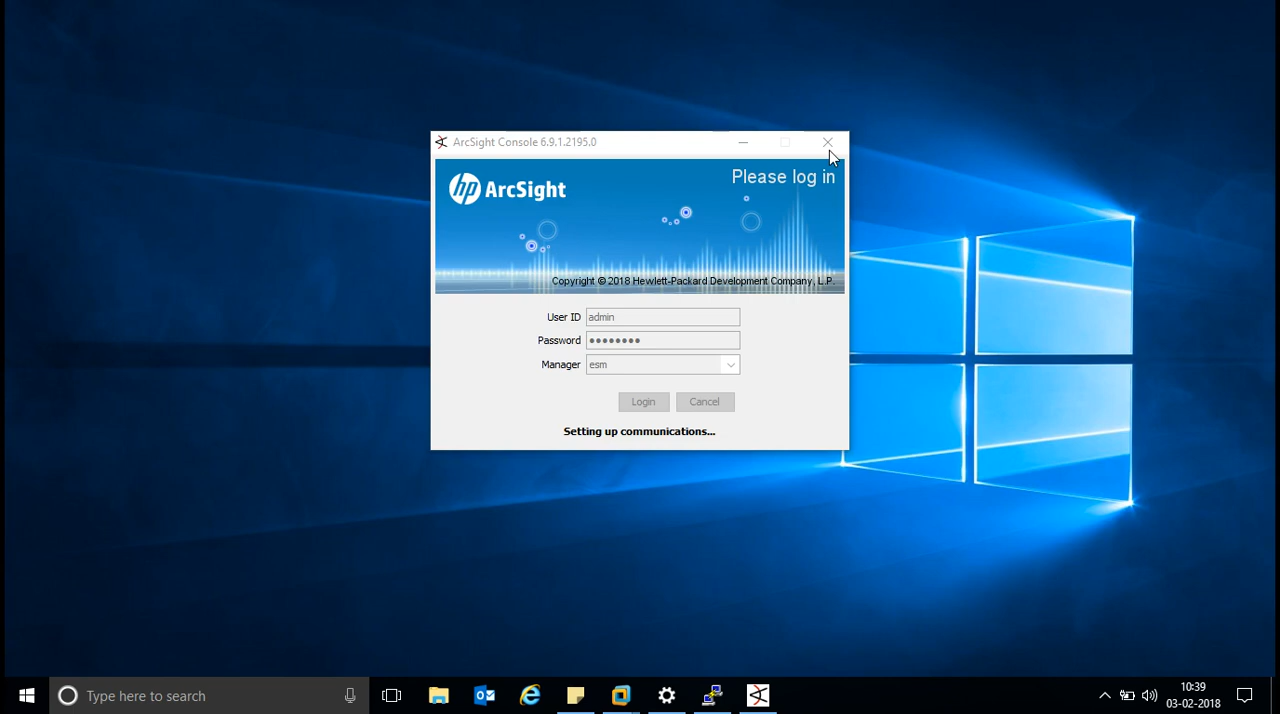 ArcSight Console 6.9.1.2195.0
Please log in
hp ArcSight
Copyright © 2018 Hewlett-Packard Development Company, L.P.
User ID admin
Password ••••••••
Manager esm
Login Cancel
Setting up communications...
Type here to search
10:39
03-02-2018